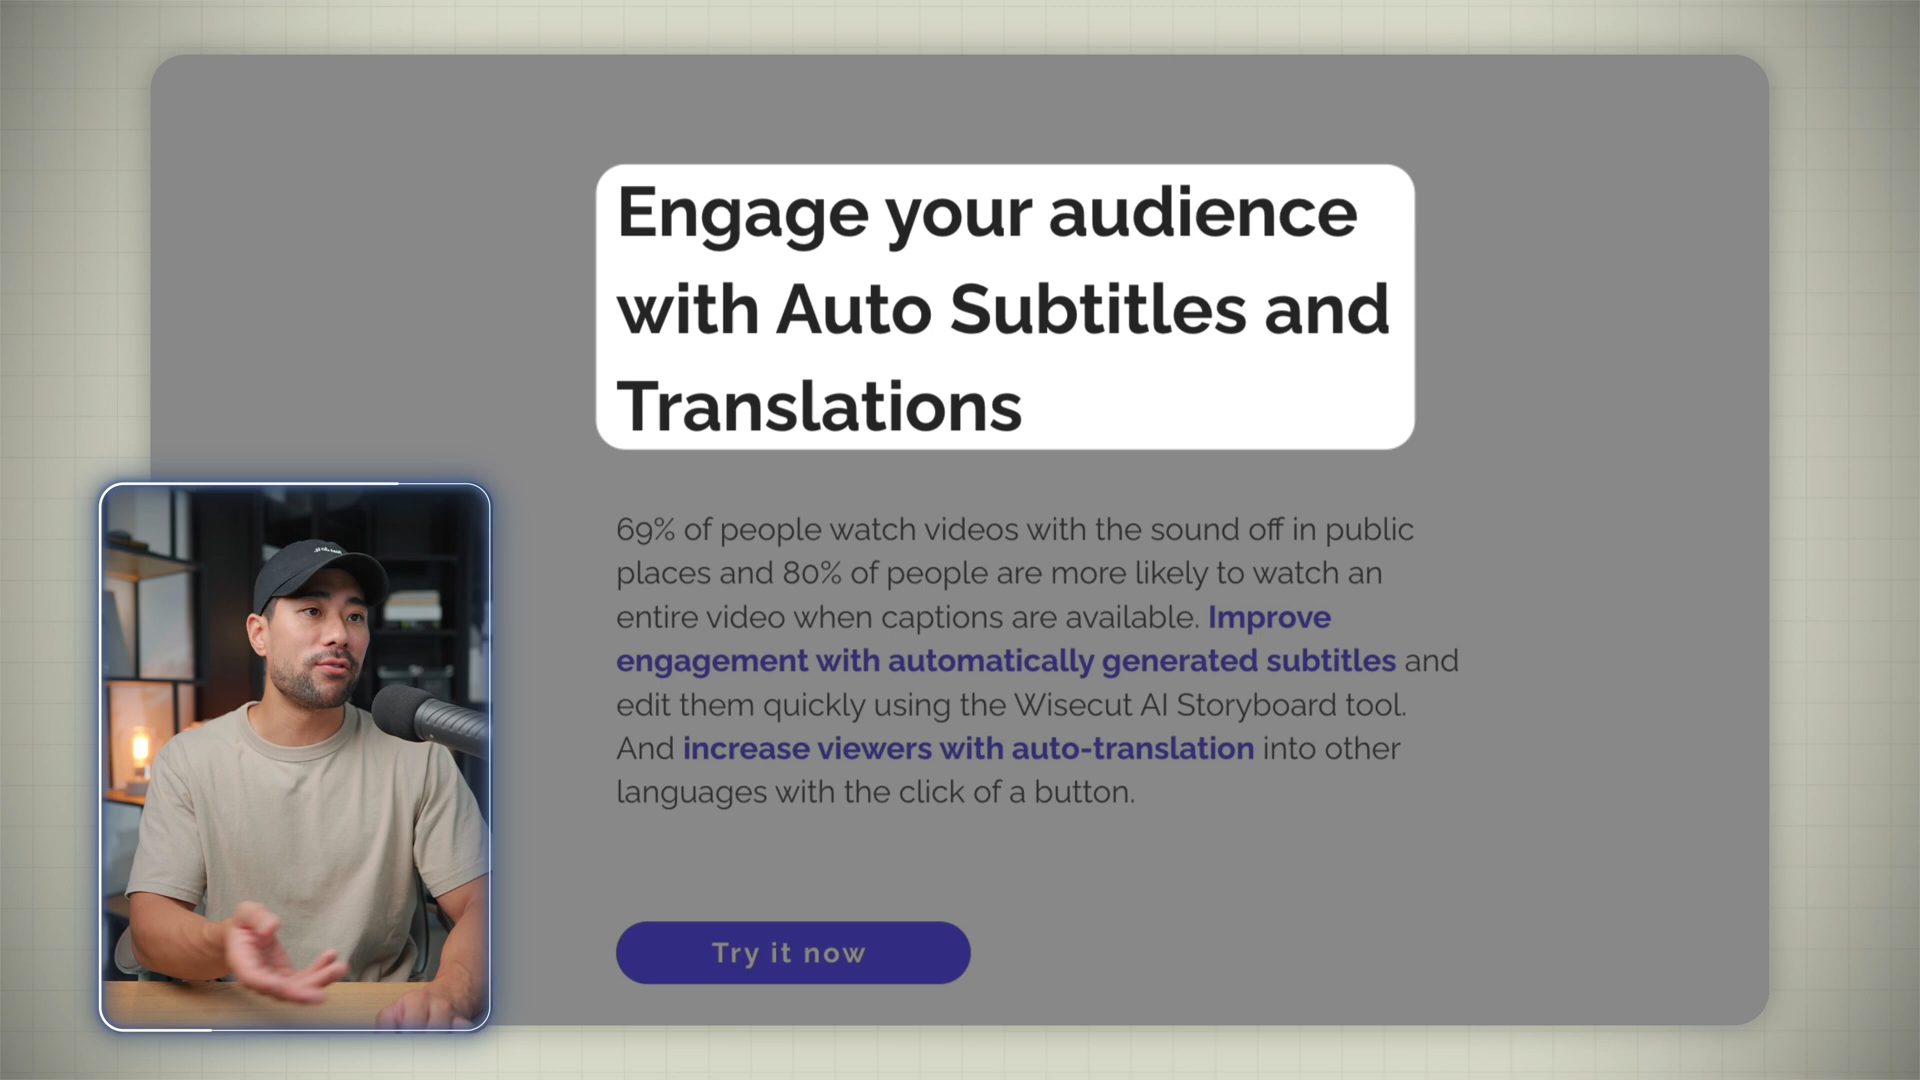 Engage your audience
with Auto Subtitles and
Translations
69% of people watch videos with the sound off in public
places and 80% of people are more likely to watch an
entire video when captions are available. Improve
engagement with automatically generated subtitles and
edit them quickly using the Wisecut AI Storyboard tool.
And increase viewers with auto-translation into other
languages with the click of a button.
Try it now